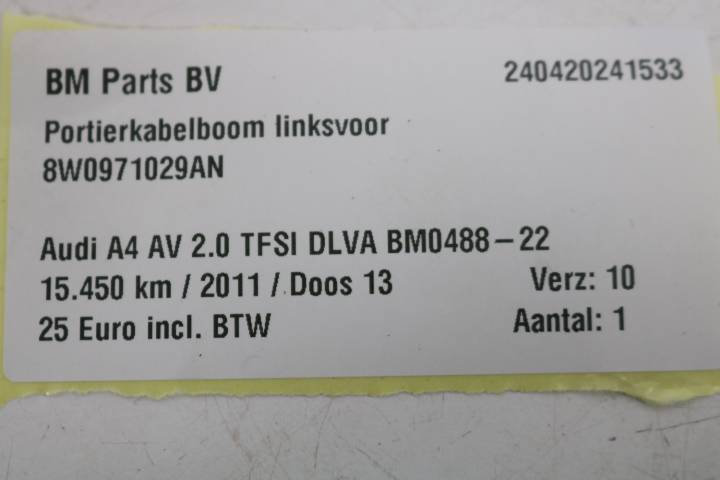 BM Parts BV 240420241533
Portierkabelboom linksvoor
8W0971029AN
Audi A4 AV 2.0 TFSI DLVA BM0488-22
15.450 km / 2011 / Doos 13 Verz: 10
25 Euro incl. BTW Aantal: 1